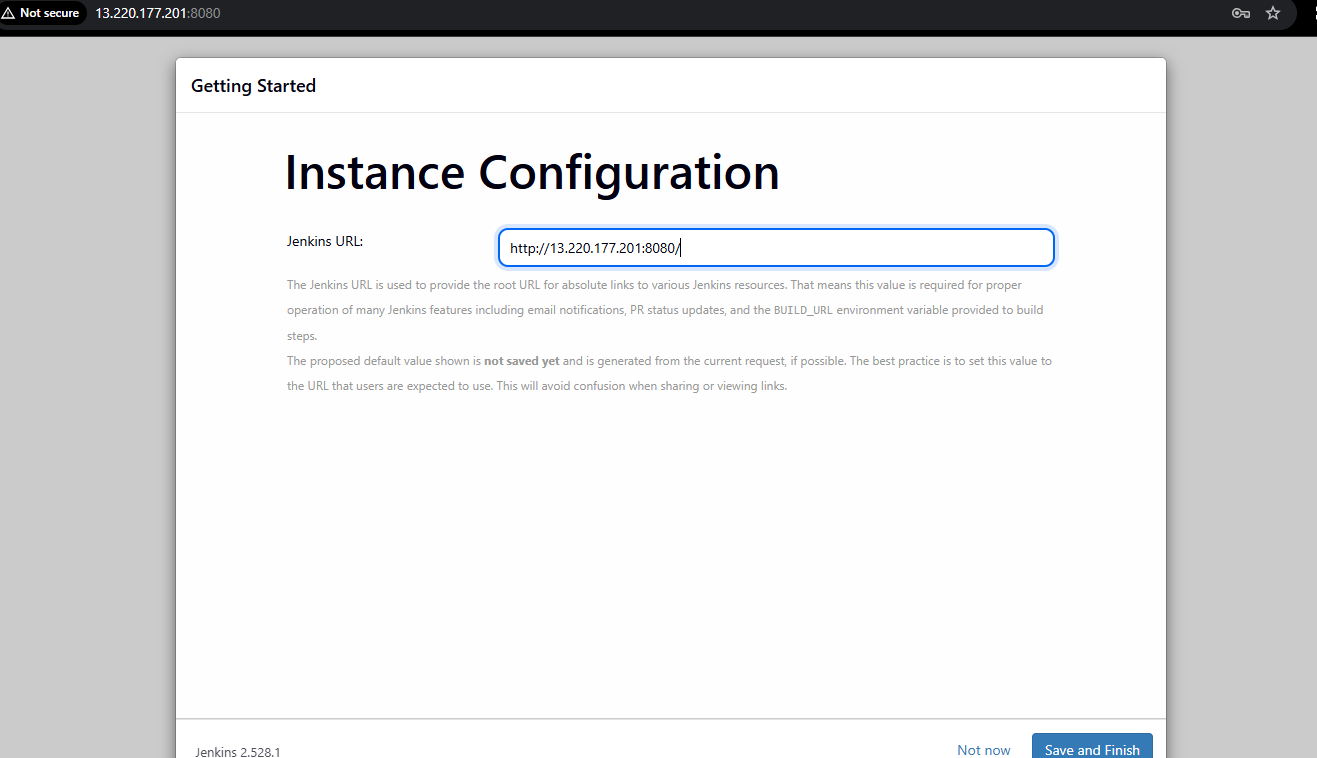 Not secure 13.220.177.201:8080
Getting Started
Instance Configuration
Jenkins URL:
http://13.220.177.201:8080/
The Jenkins URL is used to provide the root URL for absolute links to various Jenkins resources. That means this value is required for proper
operation of many Jenkins features including email notifications, PR status updates, and the BUILD_URL environment variable provided to build
steps.
The proposed default value shown is not saved yet and is generated from the current request, if possible. The best practice is to set this value to
the URL that users are expected to use. This will avoid confusion when sharing or viewing links.
Jenkins 2.528.1
Not now
Save and Finish